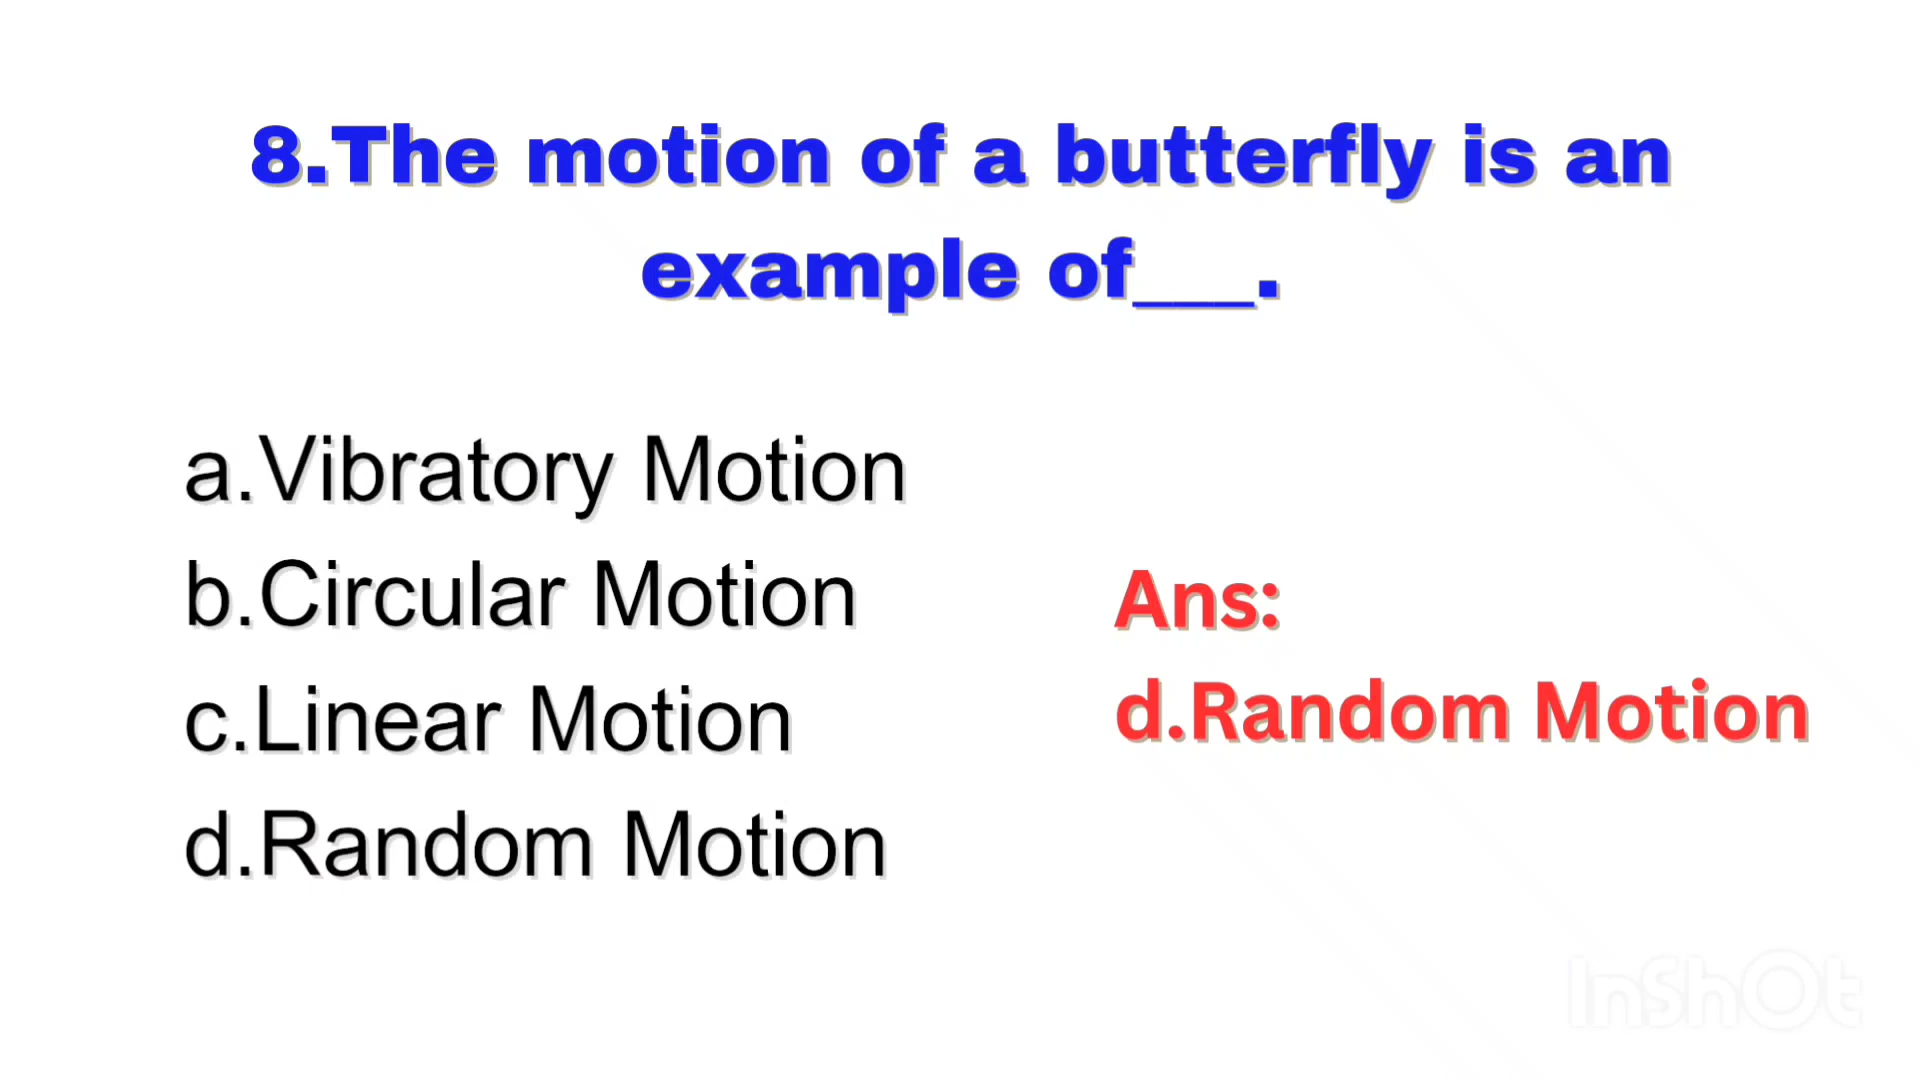 8.The motion of a butterfly is an
example of___.
a.Vibratory Motion
b.Circular Motion
c.Linear Motion
d.Random Motion
Ans:
d.Random Motion
InShOt